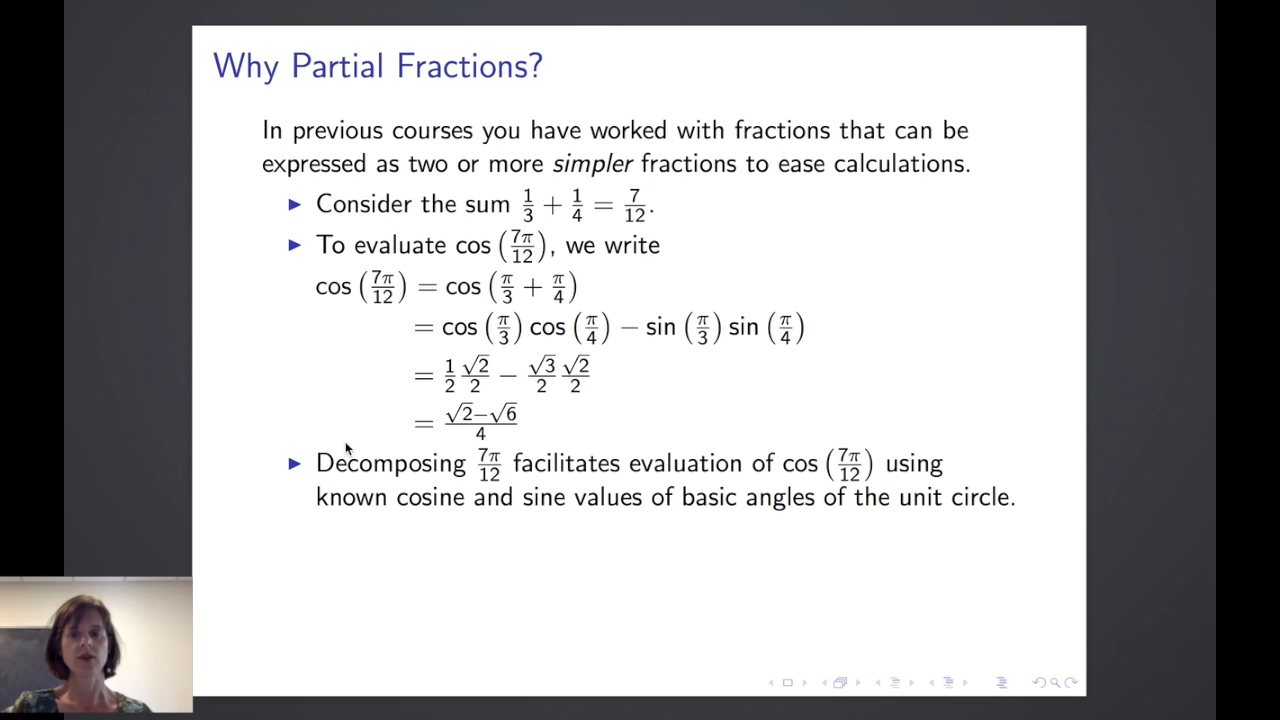 Why Partial Fractions?
In previous courses you have worked with fractions that can be
expressed as two or more simpler fractions to ease calculations.
▶ Consider the sum 1/3 + 1/4 = 7/12.
▶ To evaluate cos (7π/12), we write
cos (7π/12) = cos (π/3 + π/4)
= cos (π/3) cos (π/4) − sin (π/3) sin (π/4)
= 1/2 √2/2 − √3/2 √2/2
= (√2−√6)/4
▶ Decomposing 7π/12 facilitates evaluation of cos (7π/12) using
known cosine and sine values of basic angles of the unit circle.